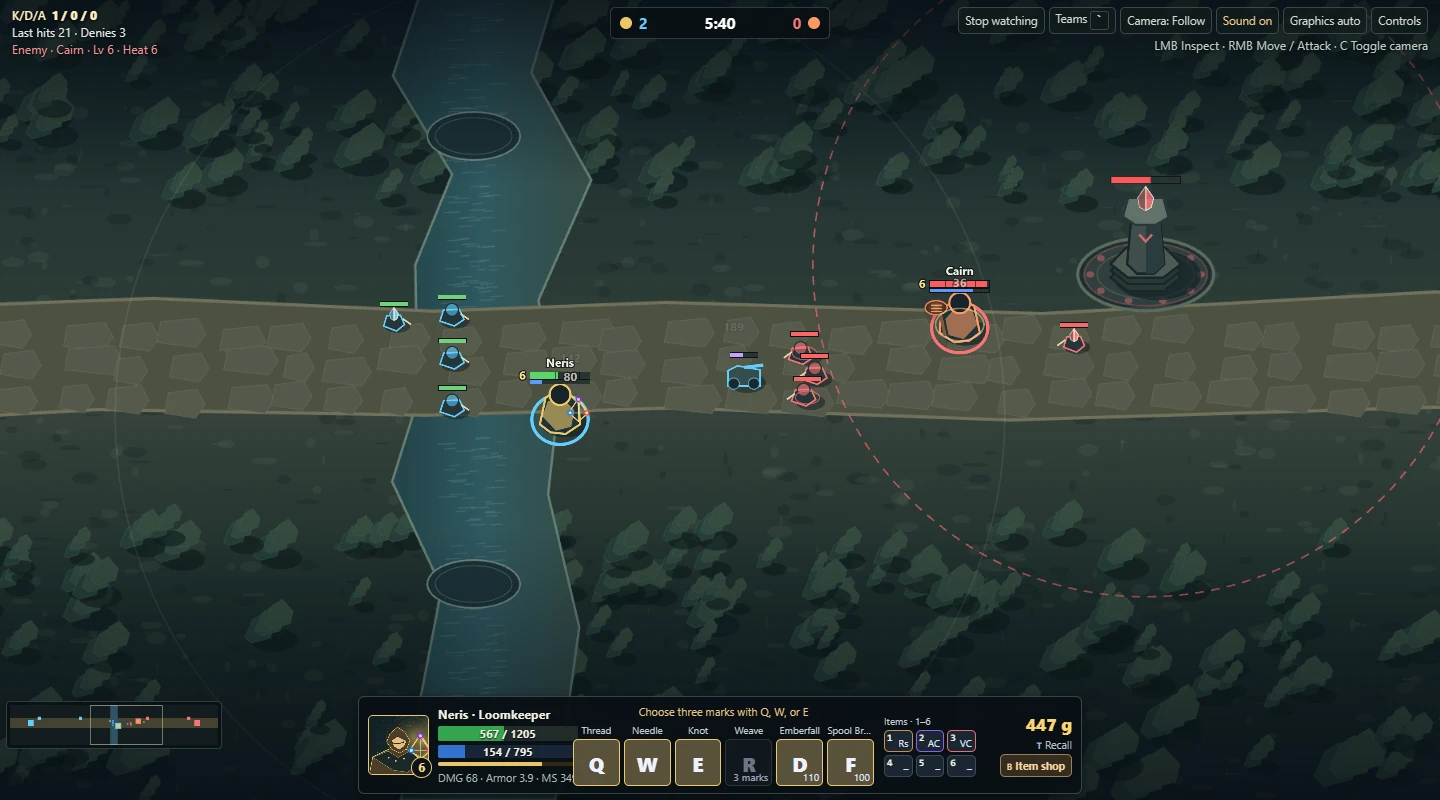 K/D/A 1 / 0 / 0
Last hits 21 · Denies 3
Enemy · Cairn · Lv 6 · Heat 6
2 5:40 0
Stop watching Teams ` Camera: Follow Sound on Graphics auto Controls
LMB Inspect · RMB Move / Attack · C Toggle camera
Cairn
6 36
189
Neris
6 80
Neris · Loomkeeper
567 / 1205
154 / 795
DMG 68 · Armor 3.9 · MS 34
6
Choose three marks with Q, W, or E
Thread Needle Knot Weave Emberfall Spool Br...
Q W E R D F
3 marks 110 100
Items · 1–6
1 Rs 2 AC 3 VC
4 _ 5 _ 6 _
447 g
T Recall
B Item shop